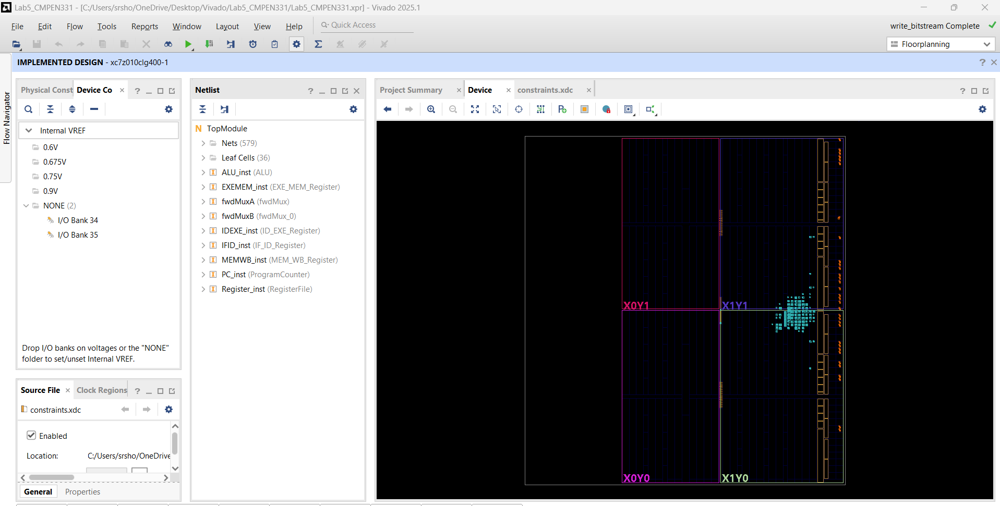 Lab5_CMPEN331 - [C:/Users/srsho/OneDrive/Desktop/Vivado/Lab5_CMPEN331/Lab5_CMPEN331.xpr] - Vivado 2025.1
File Edit Flow Tools Reports Window Layout View Help Quick Access
write_bitstream Complete
Floorplanning
IMPLEMENTED DESIGN - xc7z010clg400-1
Flow Navigator
Physical Const Device Co
Internal VREF
0.6V
0.675V
0.75V
0.9V
NONE (2)
I/O Bank 34
I/O Bank 35
Drop I/O banks on voltages or the "NONE"
folder to set/unset Internal VREF.
Source File Clock Regions
constraints.xdc
Enabled
Location: C:/Users/srsho/OneDrive
General Properties
Netlist
N TopModule
Nets (579)
Leaf Cells (36)
ALU_inst (ALU)
EXEMEM_inst (EXE_MEM_Register)
fwdMuxA (fwdMux)
fwdMuxB (fwdMux_0)
IDEXE_inst (ID_EXE_Register)
IFID_inst (IF_ID_Register)
MEMWB_inst (MEM_WB_Register)
PC_inst (ProgramCounter)
Register_inst (RegisterFile)
Project Summary Device constraints.xdc
X0Y1 X1Y1
X0Y0 X1Y0